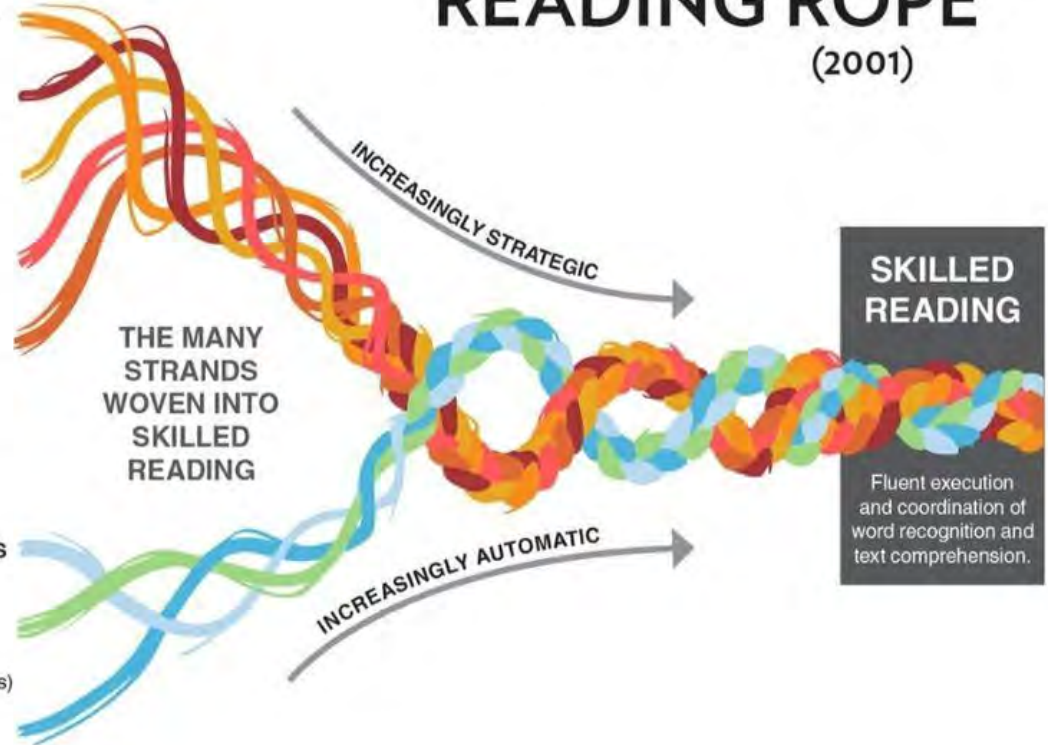 READING ROPE
(2001)
INCREASINGLY STRATEGIC
SKILLED
READING
THE MANY
STRANDS
WOVEN INTO
SKILLED
READING
Fluent execution
and coordination of
word recognition and
text comprehension.
INCREASINGLY AUTOMATIC
s
s)